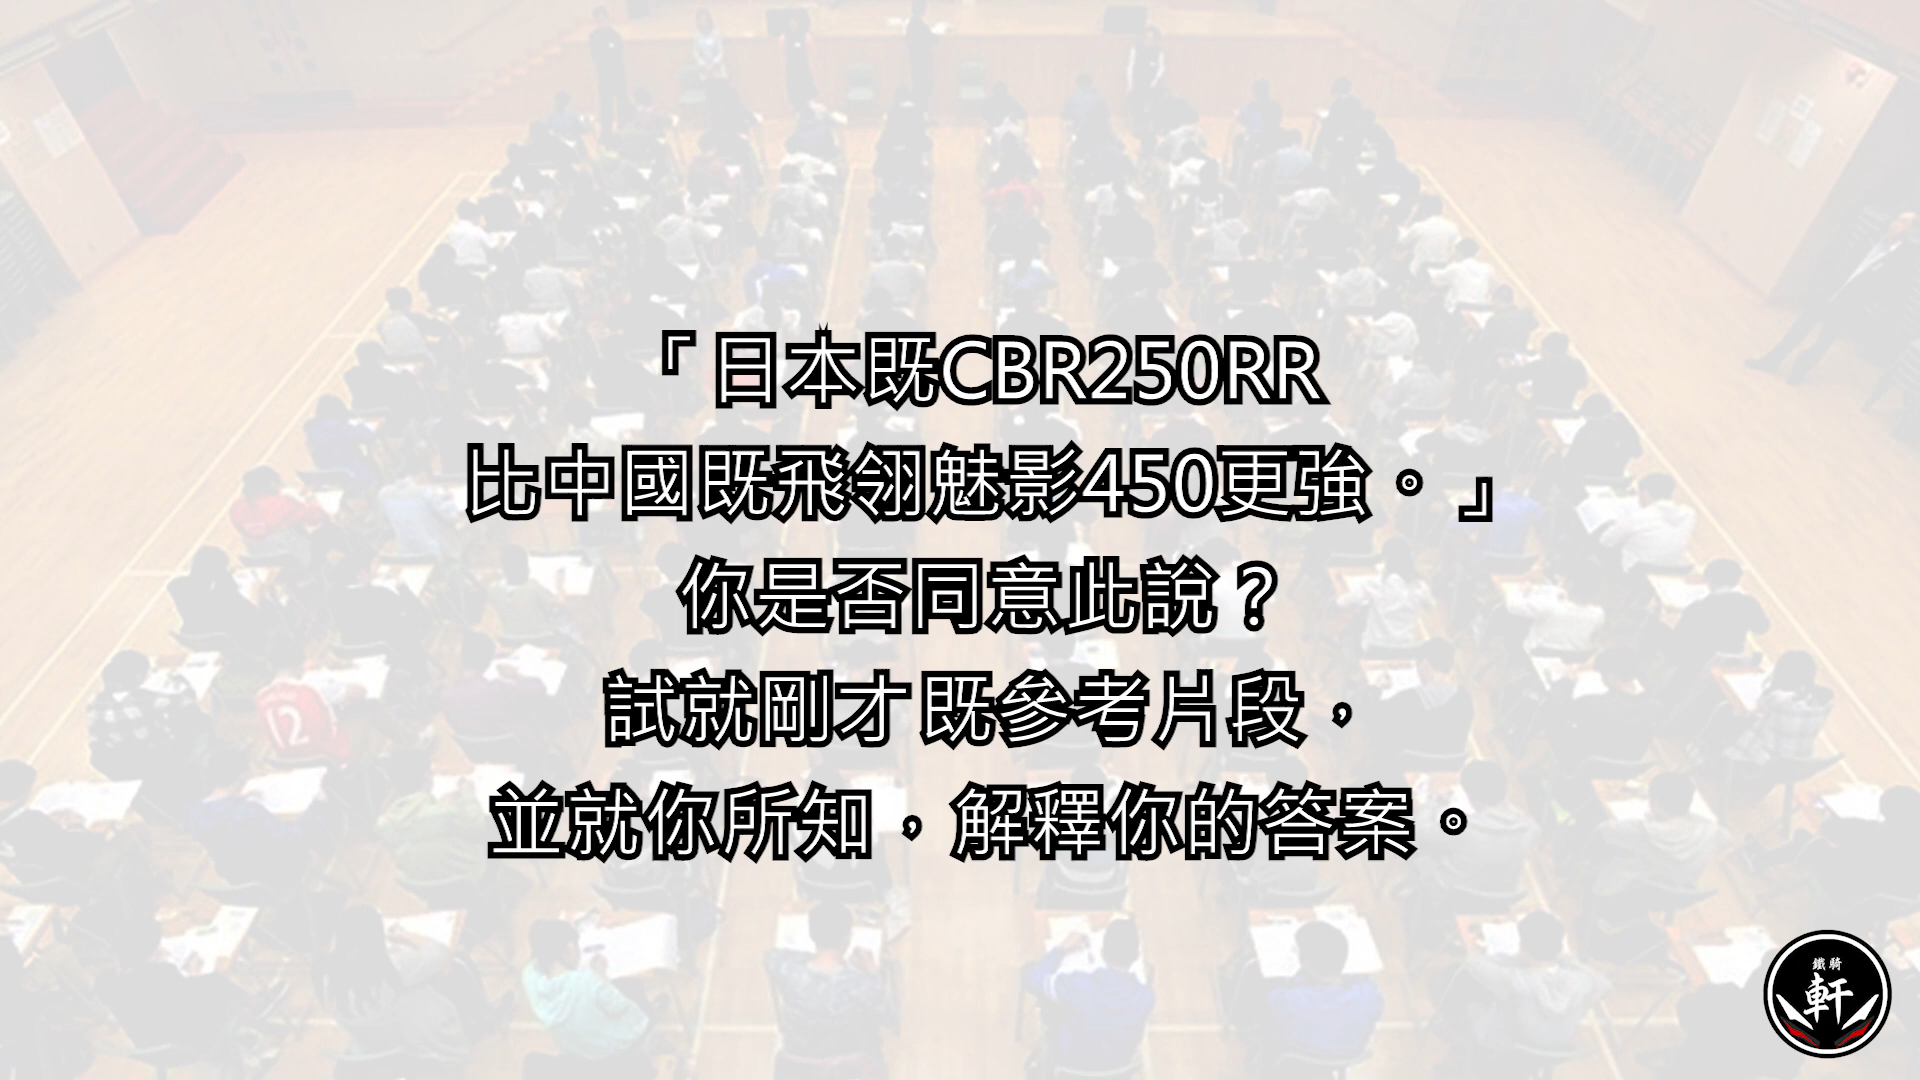 「日本既CBR250RR
比中國既飛翎魅影450更強。」
你是否同意此說？
試就剛才既參考片段，
並就你所知，解釋你的答案。
12
鐵騎
軒